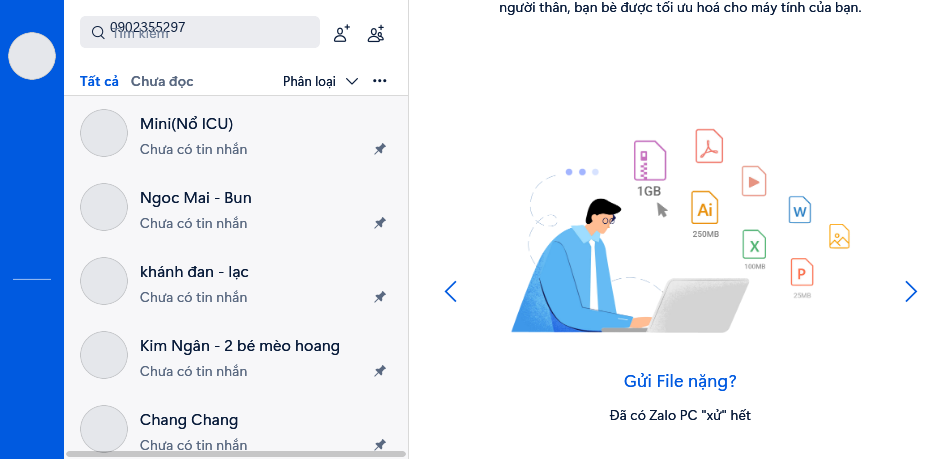 0902355297
Tìm kiếm
Tất cả Chưa đọc Phân loại
Mini(Nổ ICU)
Chưa có tin nhắn
Ngọc Mai - Bun
Chưa có tin nhắn
khánh đan - lạc
Chưa có tin nhắn
Kim Ngân - 2 bé mèo hoang
Chưa có tin nhắn
Chang Chang
Chưa có tin nhắn
người thân, bạn bè được tối ưu hoá cho máy tính của bạn.
1GB
Ai
250MB
W
X
100MB
P
25MB
Gửi File nặng?
Đã có Zalo PC "xử" hết